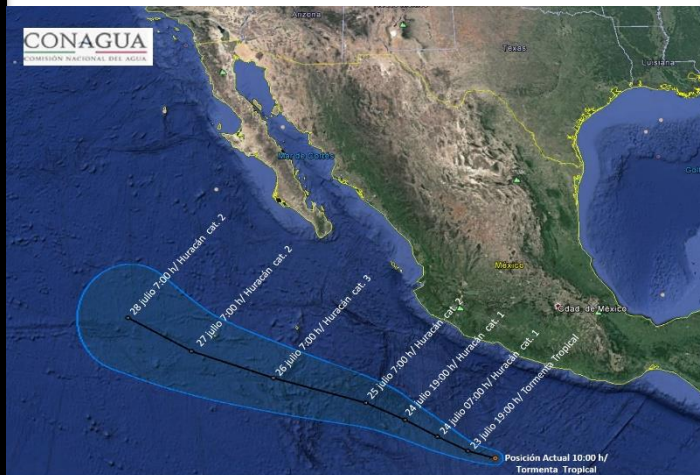 CONAGUA
COMISIÓN NACIONAL DEL AGUA
Arizona
Texas
Luisiana
Mar de Cortés
México
Cdad. de México
28 julio 7:00 h/ Huracán cat. 2
27 julio 7:00 h/ Huracán cat. 2
26 julio 7:00 h/ Huracán cat. 3
25 julio 7:00 h/ Huracán cat. 2
24 julio 19:00 h/ Huracán cat. 1
24 julio 07:00 h/ Huracán cat. 1
23 julio 19:00 h/ Tormenta Tropical
Posición Actual 10:00 h/
Tormenta Tropical